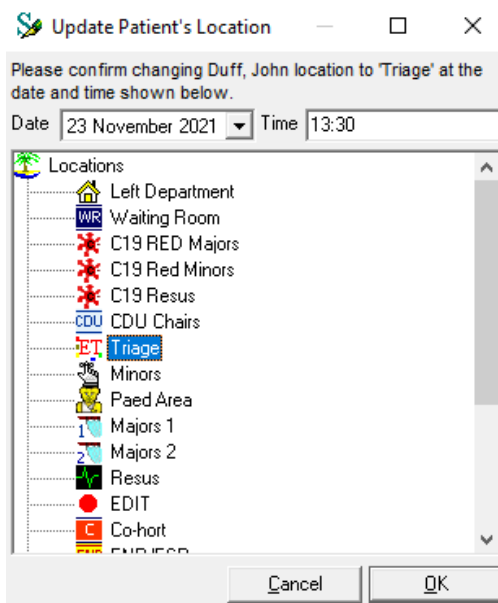 Update Patient's Location
Please confirm changing Duff, John location to 'Triage' at the
date and time shown below.
Date 23 November 2021 Time 13:30
Locations
Left Department
WR Waiting Room
C19 RED Majors
C19 Red Minors
C19 Resus
CDU CDU Chairs
ET Triage
Minors
Paed Area
1 Majors 1
2 Majors 2
Resus
EDIT
C Co-hort
Cancel OK